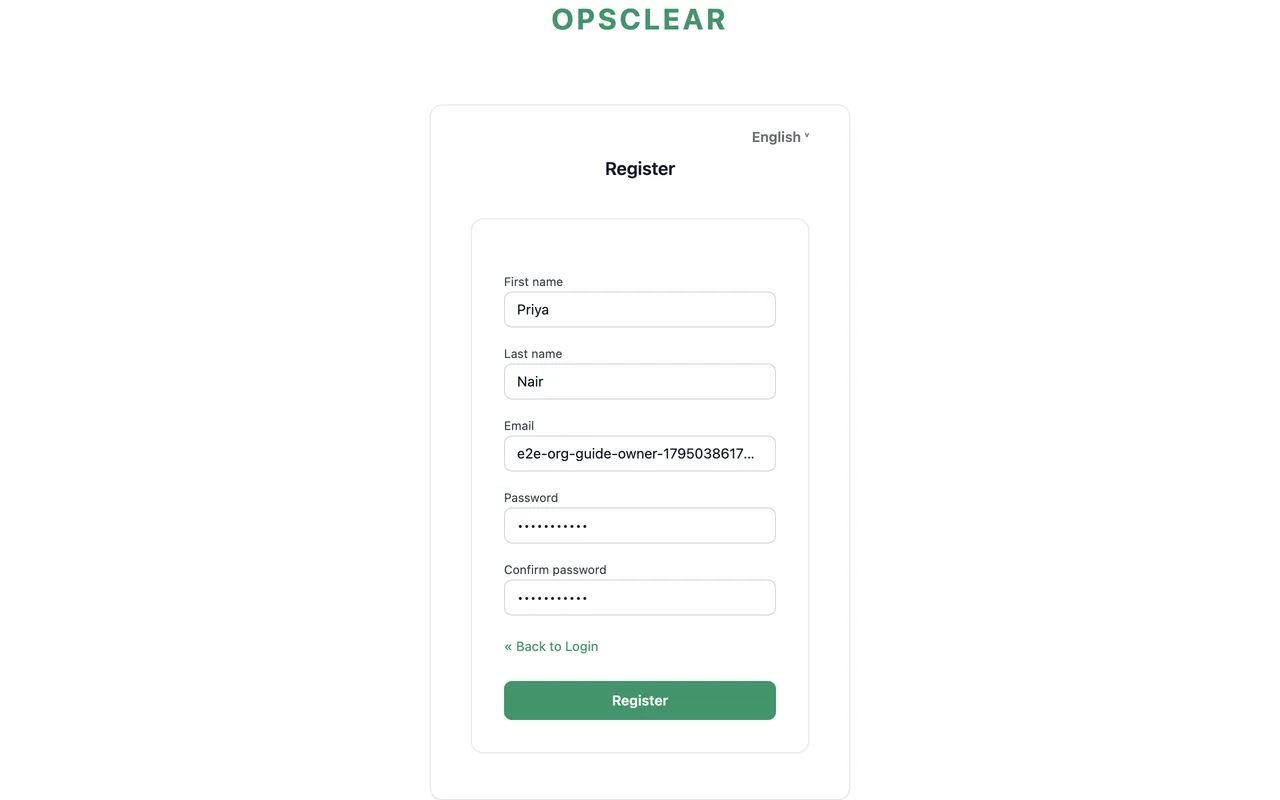 OPSCLEAR
English ˅
Register
First name
Priya
Last name
Nair
Email
e2e-org-guide-owner-1795038617...
Password
•••••••••••
Confirm password
•••••••••••
« Back to Login
Register